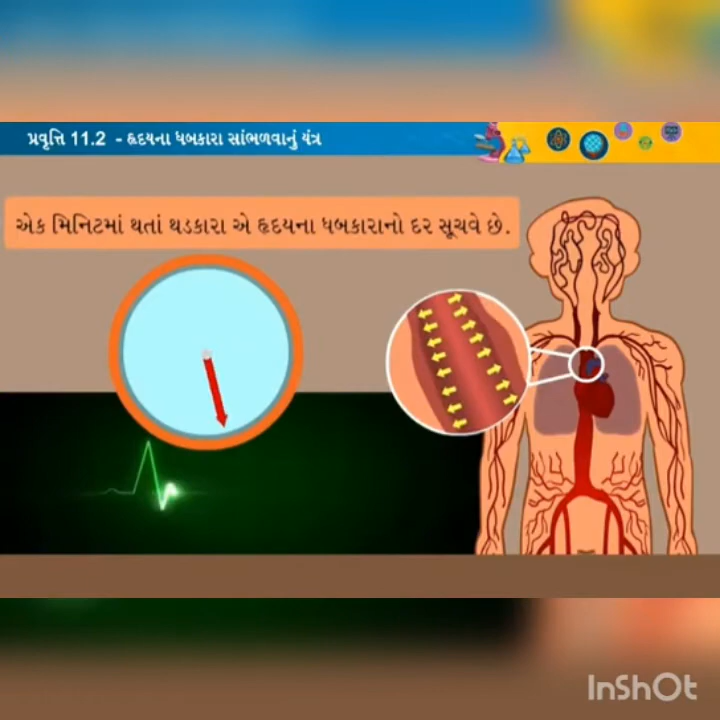 પ્રવૃત્તિ 11.2 - હૃદયના ધબકારા સાંભળવાનું યંત્ર
એક મિનિટમાં થતાં થડકારા એ હૃદયના ધબકારાનો દર સૂચવે છે.
InShOt